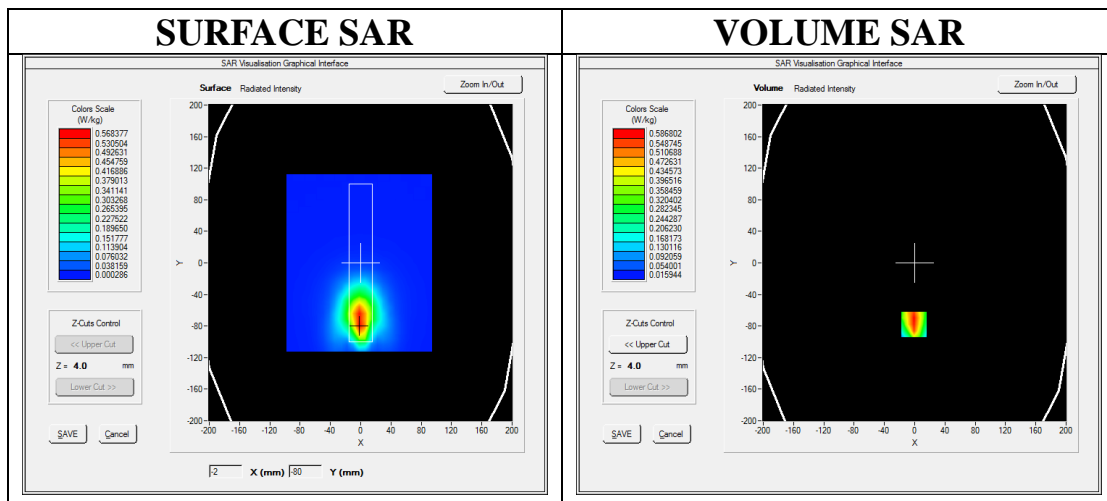 SURFACE SAR
SAR Visualisation Graphical Interface
Surface Radiated Intensity
Zoom In/Out
Colors Scale
(W/kg)
0.568377
0.530504
0.492631
0.454759
0.416886
0.379013
0.341141
0.303268
0.265395
0.227522
0.189650
0.151777
0.113904
0.076032
0.038159
0.000286
Z-Cuts Control
<< Upper Cut
Z = 4.0 mm
Lower Cut >>
SAVE Cancel
200
160
120
80
40
0
-40
-80
-120
-160
-200
Y
-200 -160 -120 -80 -40 0 40 80 120 160 200
X
-2 X (mm) -80 Y (mm)
VOLUME SAR
SAR Visualisation Graphical Interface
Volume Radiated Intensity
Zoom In/Out
Colors Scale
(W/kg)
0.586802
0.548745
0.510688
0.472631
0.434573
0.396516
0.358459
0.320402
0.282345
0.244287
0.206230
0.168173
0.130116
0.092059
0.054001
0.015944
Z-Cuts Control
<< Upper Cut
Z = 4.0 mm
Lower Cut >>
SAVE Cancel
200
160
120
80
40
0
-40
-80
-120
-160
-200
Y
-200 -160 -120 -80 -40 0 40 80 120 160 200
X